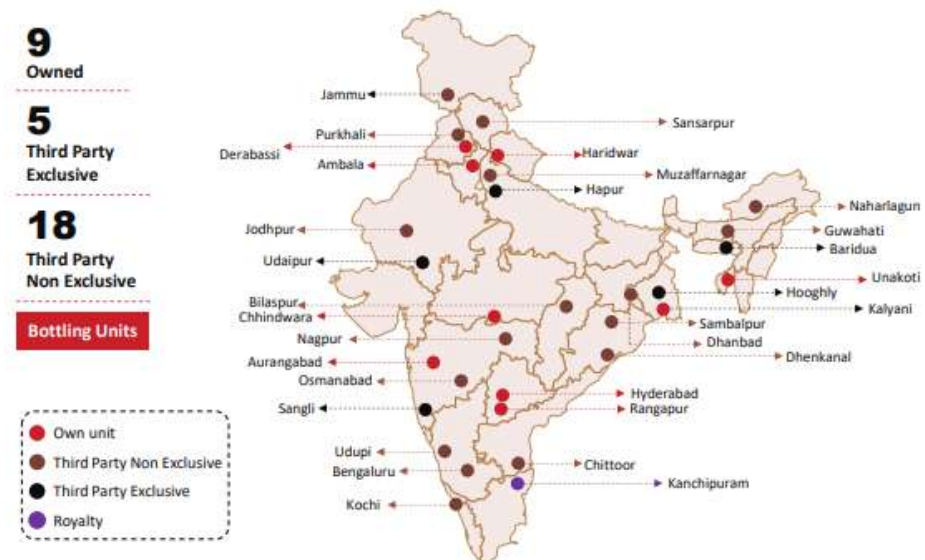 9
Owned
5
Third Party
Exclusive
18
Third Party
Non Exclusive
Bottling Units
Own unit
Third Party Non Exclusive
Third Party Exclusive
Royalty
Jammu
Sansarpur
Purkhali
Derabassi
Haridwar
Ambala
Muzaffarnagar
Hapur
Naharlagun
Jodhpur
Guwahati
Baridua
Udaipur
Unakoti
Hooghly
Bilaspur
Kalyani
Chhindwara
Sambalpur
Nagpur
Dhanbad
Dhenkanal
Aurangabad
Osmanabad
Hyderabad
Sangli
Rangapur
Udupi
Chittoor
Bengaluru
Kanchipuram
Kochi